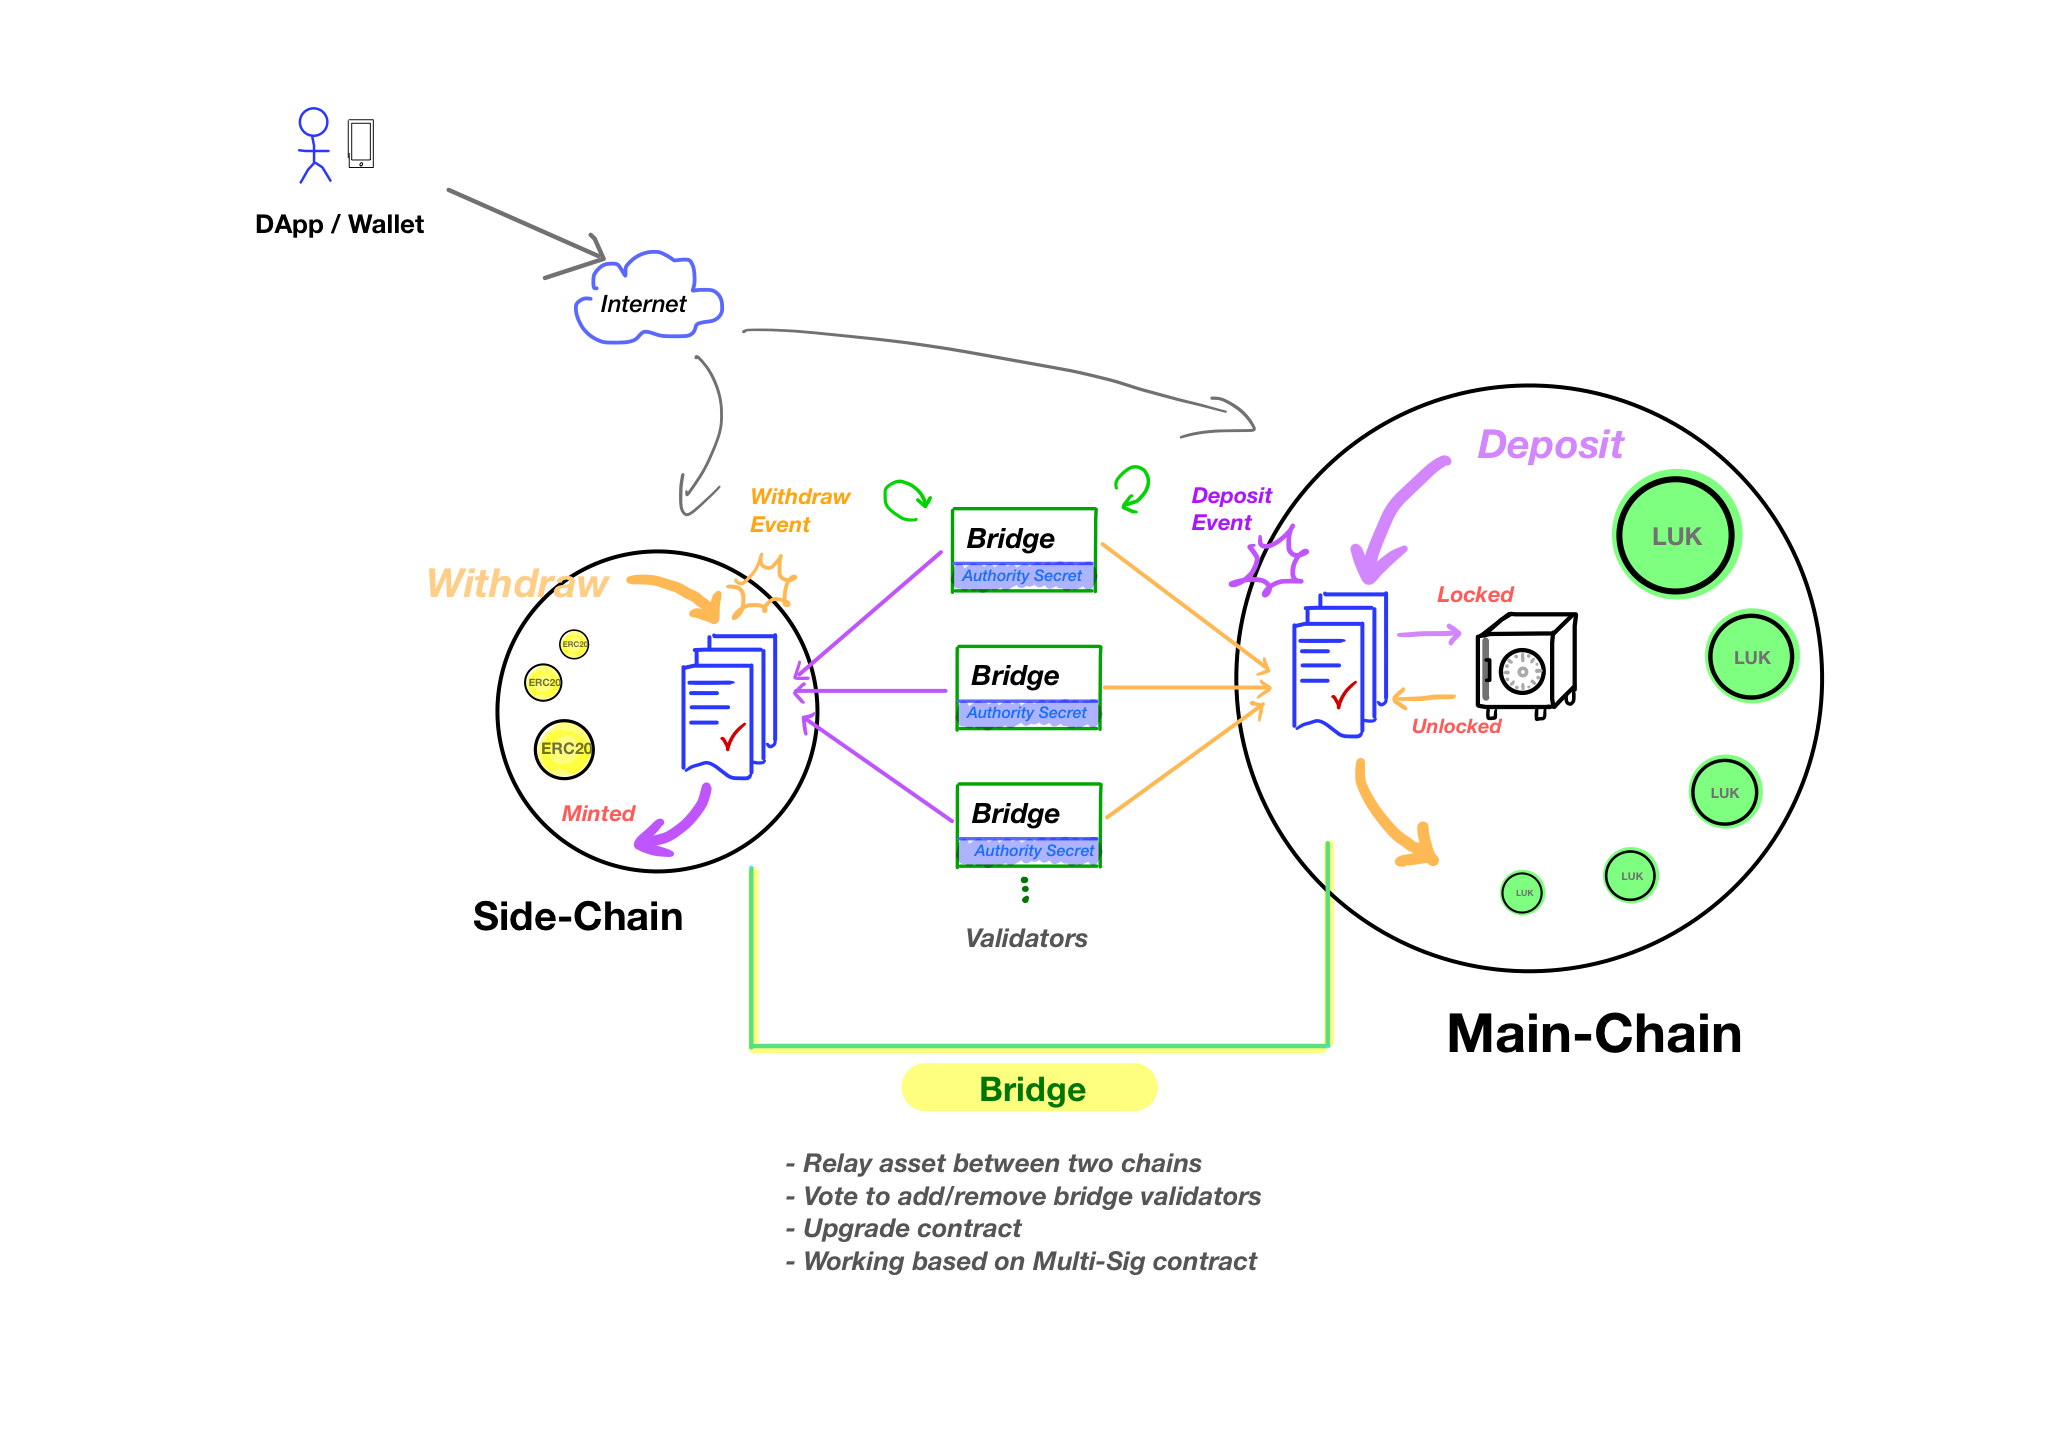 DApp / Wallet
Internet
Withdraw
Event
Deposit
Event
Deposit
Withdraw
Bridge
Authority Secret
Bridge
Authority Secret
Bridge
Authority Secret
Validators
ERC20
ERC20
ERC20
Minted
Side-Chain
Locked
Unlocked
LUK
LUK
LUK
LUK
LUK
Main-Chain
Bridge
- Relay asset between two chains
- Vote to add/remove bridge validators
- Upgrade contract
- Working based on Multi-Sig contract